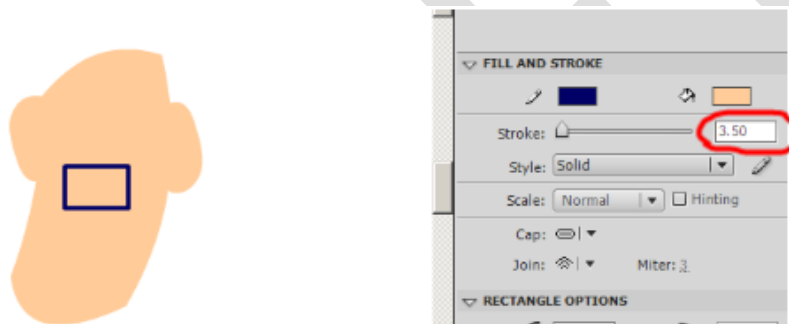 FILL AND STROKE
Stroke: 3.50
Style: Solid
Scale: Normal Hinting
Cap:
Join: Miter: 3
RECTANGLE OPTIONS